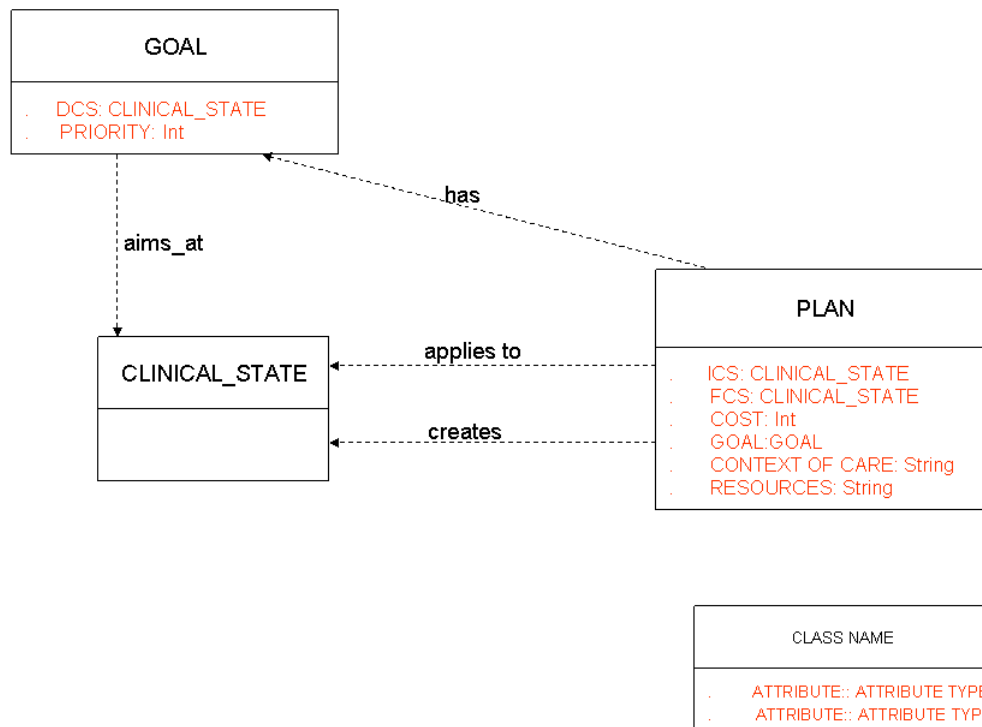 GOAL
. DCS: CLINICAL_STATE
. PRIORITY: Int
has
aims_at
PLAN
CLINICAL_STATE
applies to
creates
. ICS: CLINICAL_STATE
. FCS: CLINICAL_STATE
. COST: Int
. GOAL:GOAL
. CONTEXT OF CARE: String
. RESOURCES: String
CLASS NAME
. ATTRIBUTE:: ATTRIBUTE TYPE
. ATTRIBUTE:: ATTRIBUTE TYP